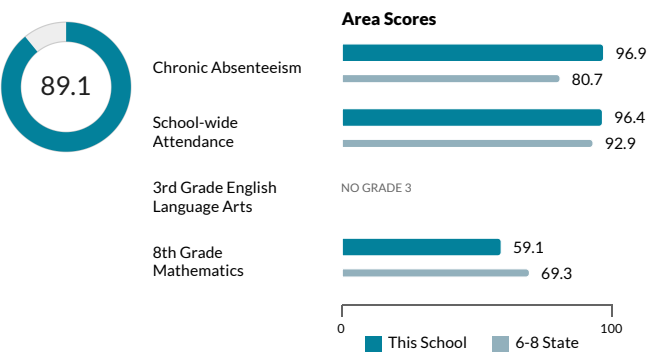 Area Scores
89.1
Chronic Absenteeism
96.9
80.7
School-wide
Attendance
96.4
92.9
3rd Grade English
Language Arts
NO GRADE 3
8th Grade
Mathematics
59.1
69.3
0 100
This School 6-8 State